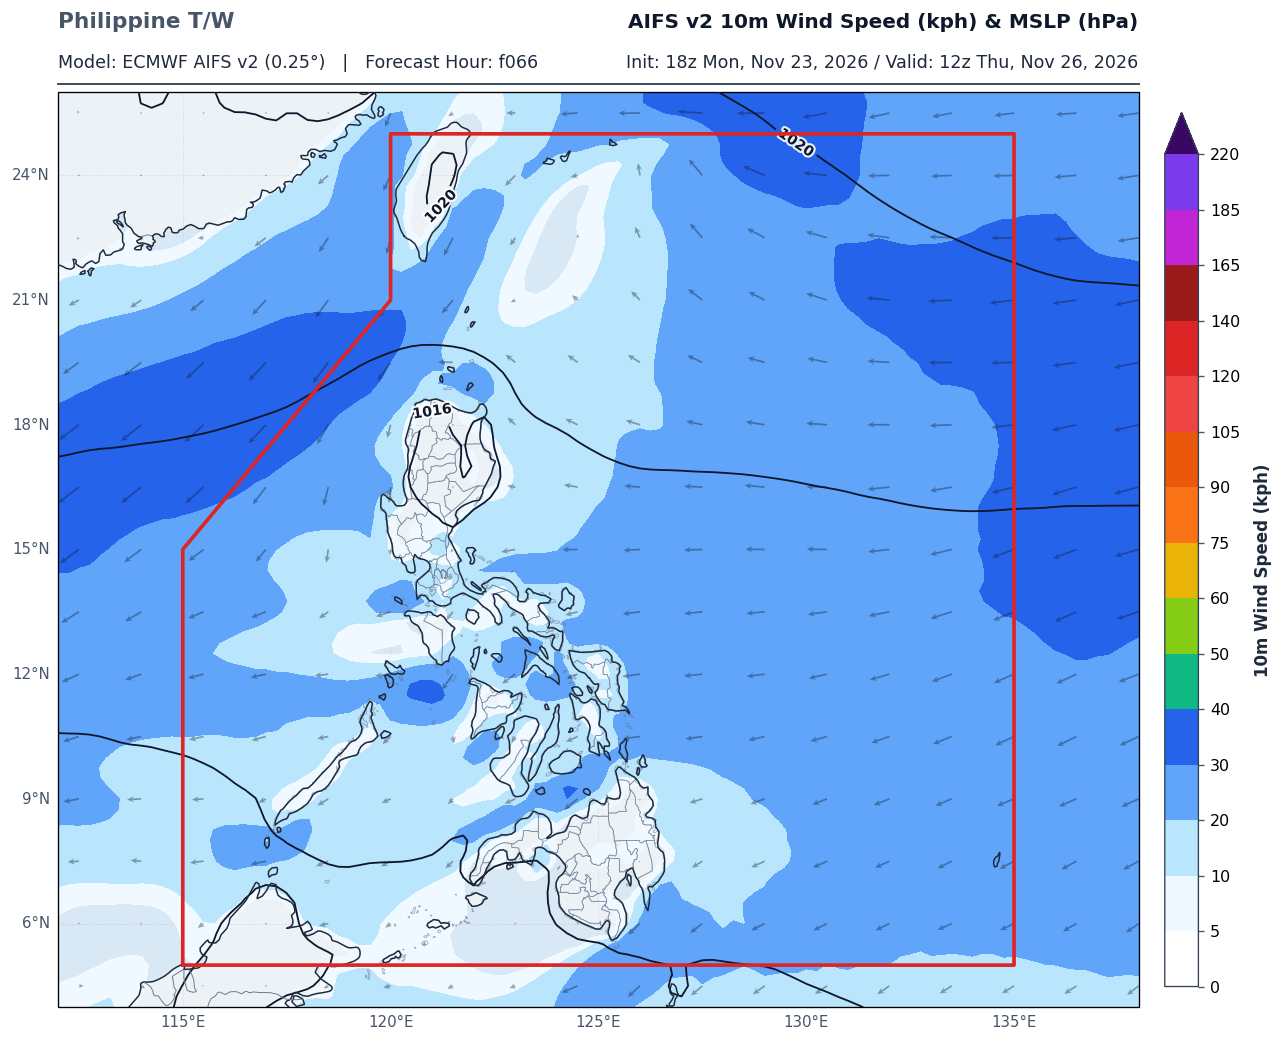 Philippine T/W
AIFS v2 10m Wind Speed (kph) & MSLP (hPa)
Model: ECMWF AIFS v2 (0.25°) | Forecast Hour: f066
Init: 18z Mon, Nov 23, 2026 / Valid: 12z Thu, Nov 26, 2026
1020
1020
1016
24°N
21°N
18°N
15°N
12°N
9°N
6°N
115°E
120°E
125°E
130°E
135°E
220
185
165
140
120
105
90
75
60
50
40
30
20
10
5
0
10m Wind Speed (kph)